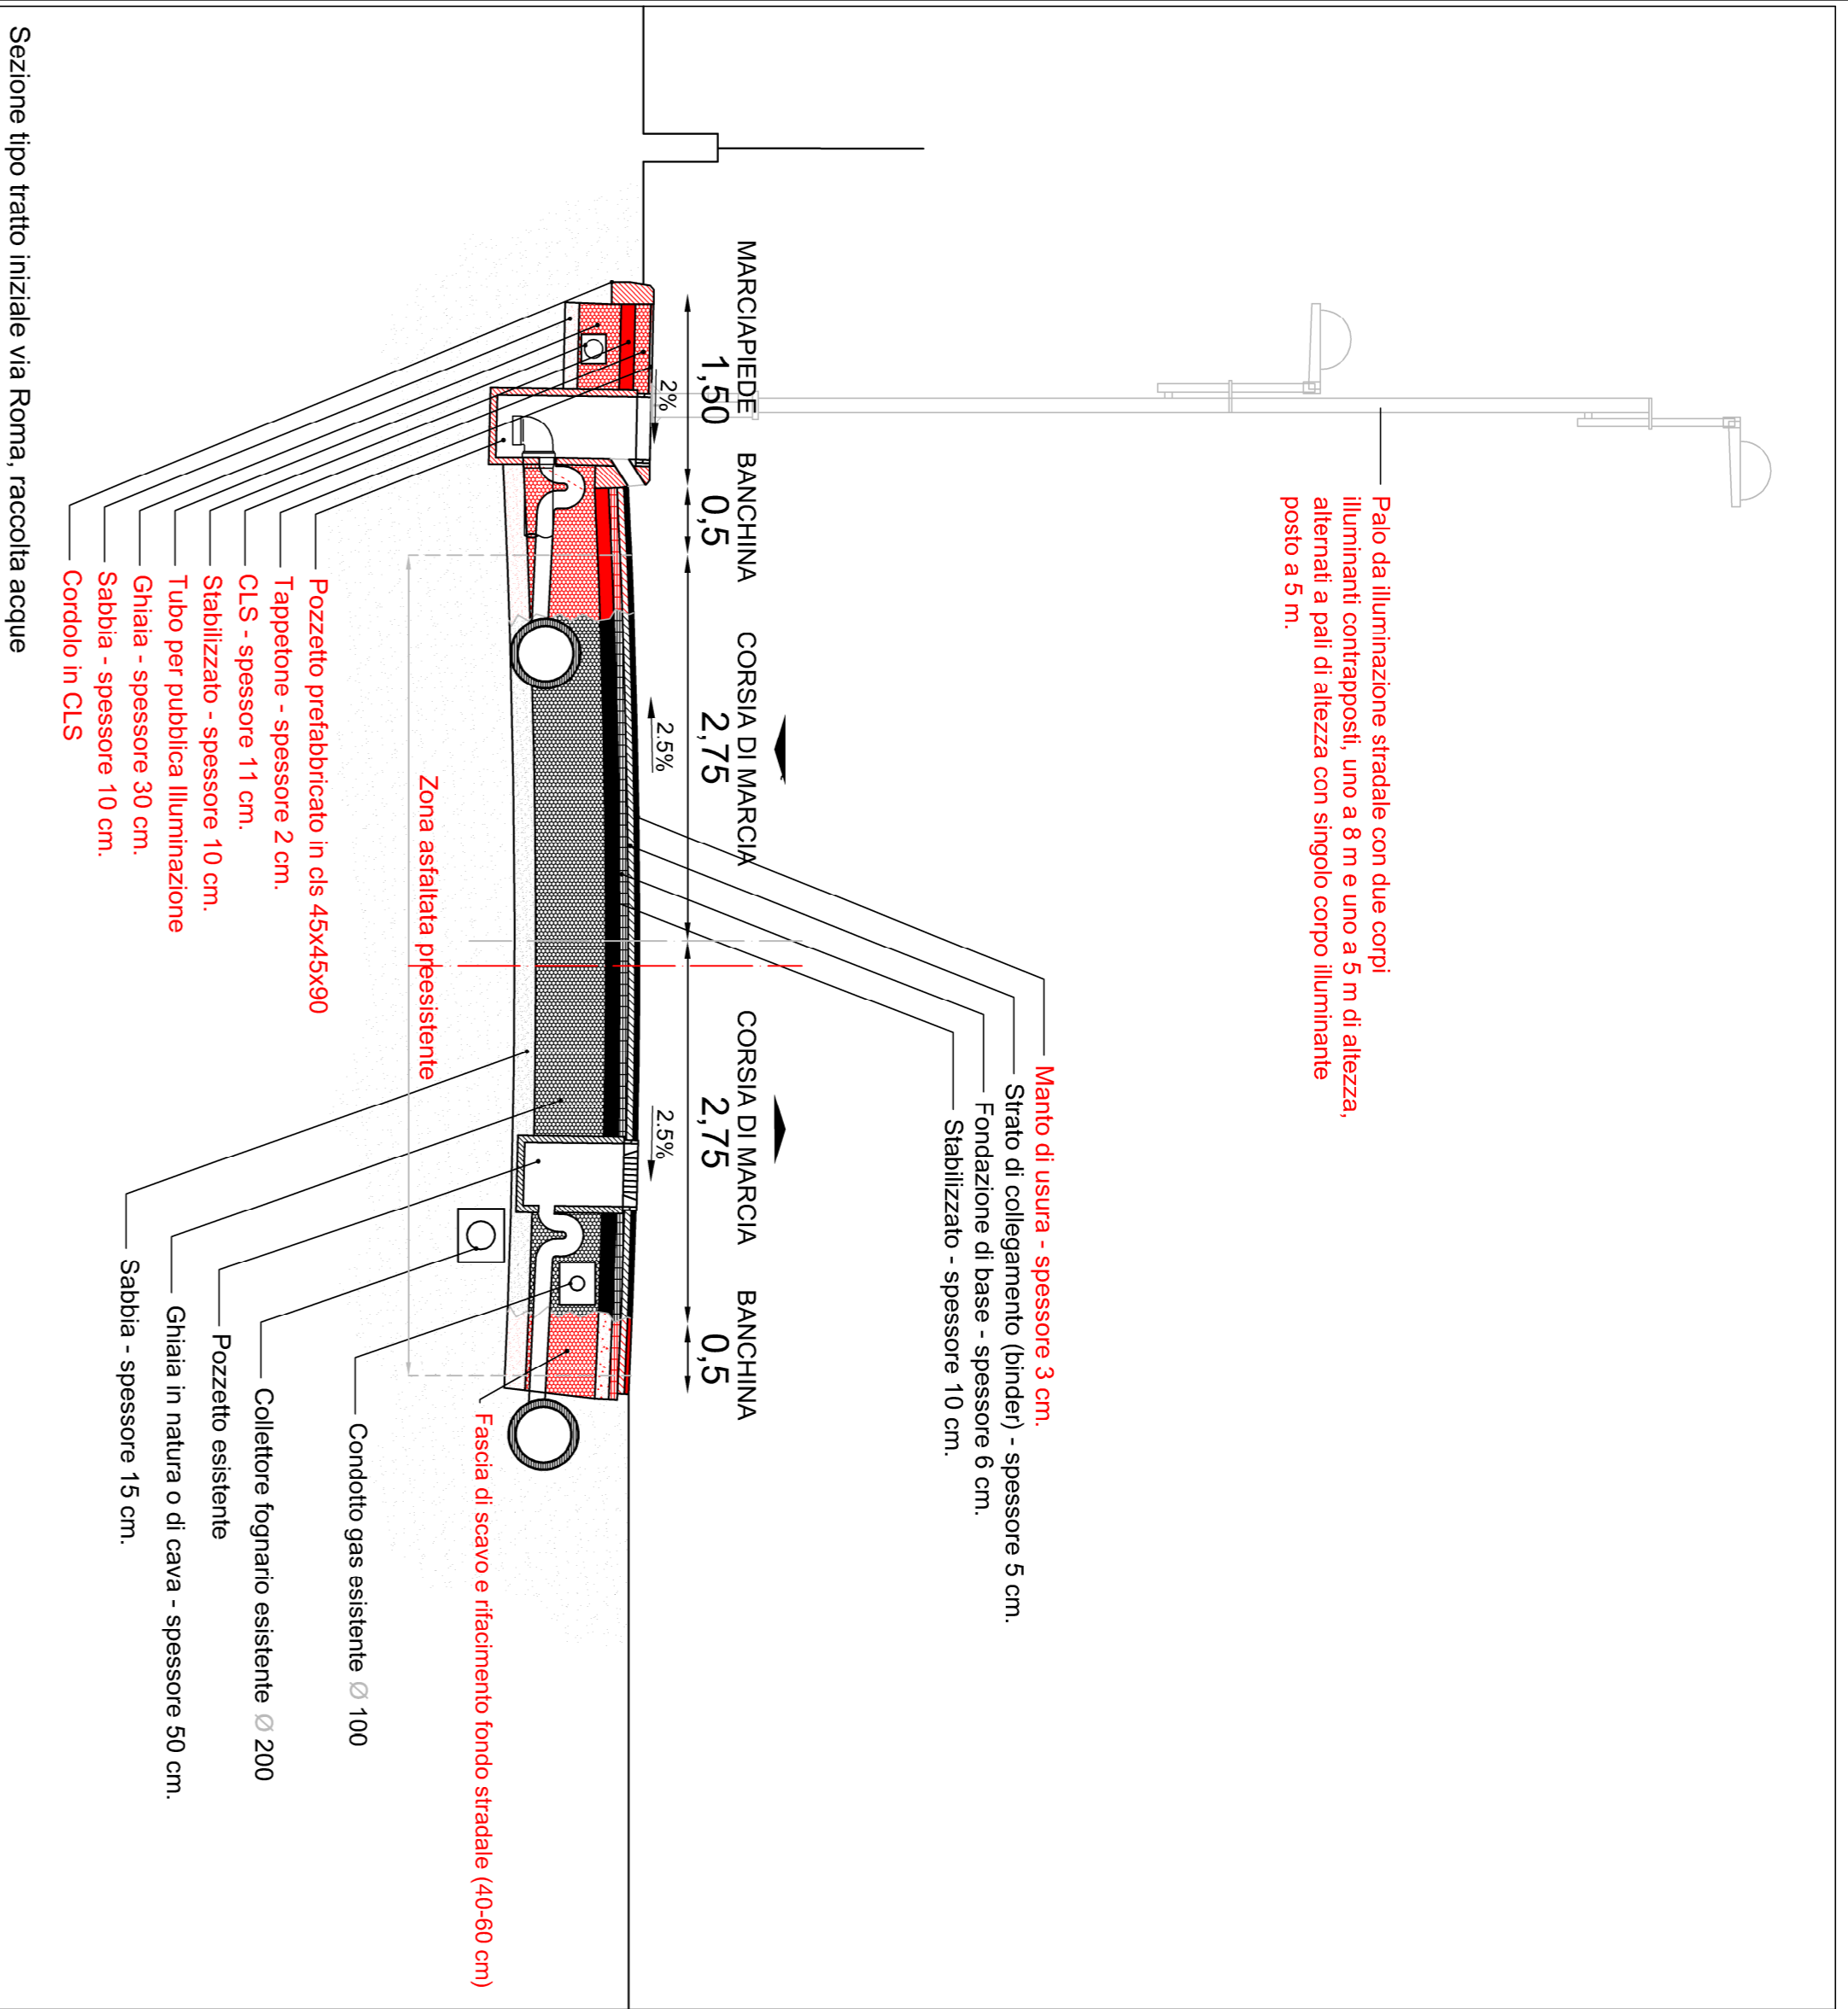 Palo da illuminazione stradale con due corpi
illuminanti contrapposti, uno a 8 m e uno a 5 m di altezza,
alternati a pali di altezza con singolo corpo illuminante
posto a 5 m.
Manto di usura - spessore 3 cm.
Strato di collegamento (binder) - spessore 5 cm.
Fondazione di base - spessore 6 cm.
Stabilizzato - spessore 10 cm.
MARCIAPIEDE
BANCHINA
CORSIA DI MARCIA
CORSIA DI MARCIA
BANCHINA
1,50
0,5
2,75
2,75
0,5
2%
2.5%
2.5%
Zona asfaltata preesistente
Fascia di scavo e rifacimento fondo stradale (40-60 cm)
Condotto gas esistente Ø 100
Collettore fognario esistente Ø 200
Pozzetto esistente
Ghiaia in natura o di cava - spessore 50 cm.
Sabbia - spessore 15 cm.
Pozzetto prefabbricato in cls 45x45x90
Tappetone - spessore 2 cm.
CLS - spessore 11 cm.
Stabilizzato - spessore 10 cm.
Tubo per pubblica Illuminazione
Ghiaia - spessore 30 cm.
Sabbia - spessore 10 cm.
Cordolo in CLS
Sezione tipo tratto iniziale via Roma, raccolta acque